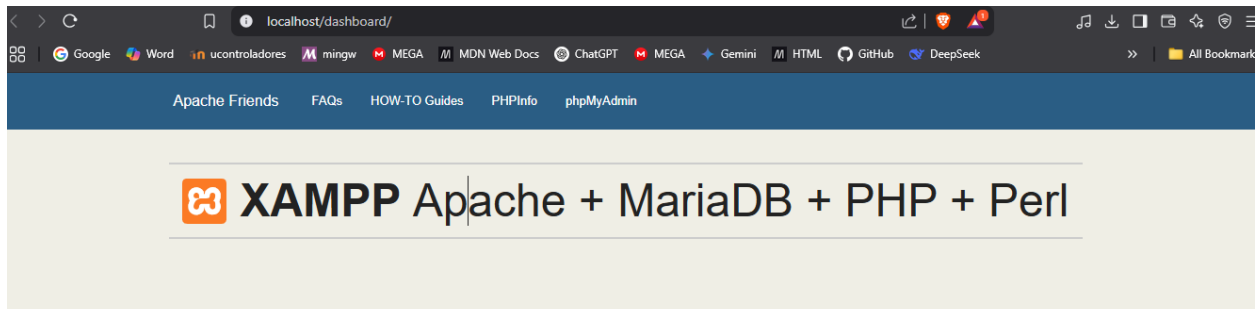 localhost/dashboard/
1
Google Word ucontroladores mingw MEGA MDN Web Docs ChatGPT MEGA Gemini HTML GitHub DeepSeek » All Bookmark
Apache Friends FAQs HOW-TO Guides PHPInfo phpMyAdmin
XAMPP Apache + MariaDB + PHP + Perl